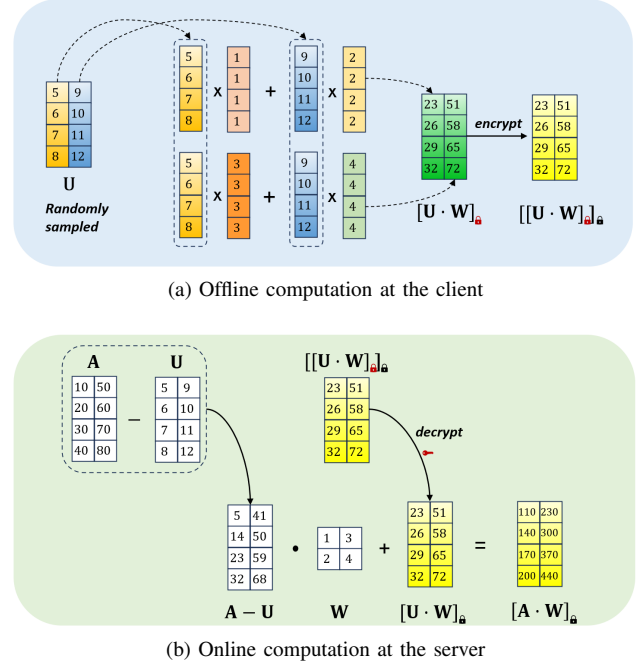 5 1 9 2
6 1 10 2
5 9 7 X 1 + 11 X 2 23 51 encrypt 23 51
6 10 8 1 12 2 26 58 26 58
7 11 29 65 29 65
8 12 5 3 9 4 32 72 32 72
U 6 3 10 4
Randomly 7 X 3 + 11 X 4 [U · W] [[U · W]]
sampled 8 3 12 4
(a) Offline computation at the client
A U [[U · W]]
10 50 5 9 23 51
20 60 − 6 10 26 58 decrypt
30 70 7 11 29 65
40 80 8 12 32 72
5 41 23 51 110 230
14 50 • 1 3 + 26 58 = 140 300
23 59 2 4 29 65 170 370
32 68 32 72 200 440
A − U W [U · W] [A · W]
(b) Online computation at the server